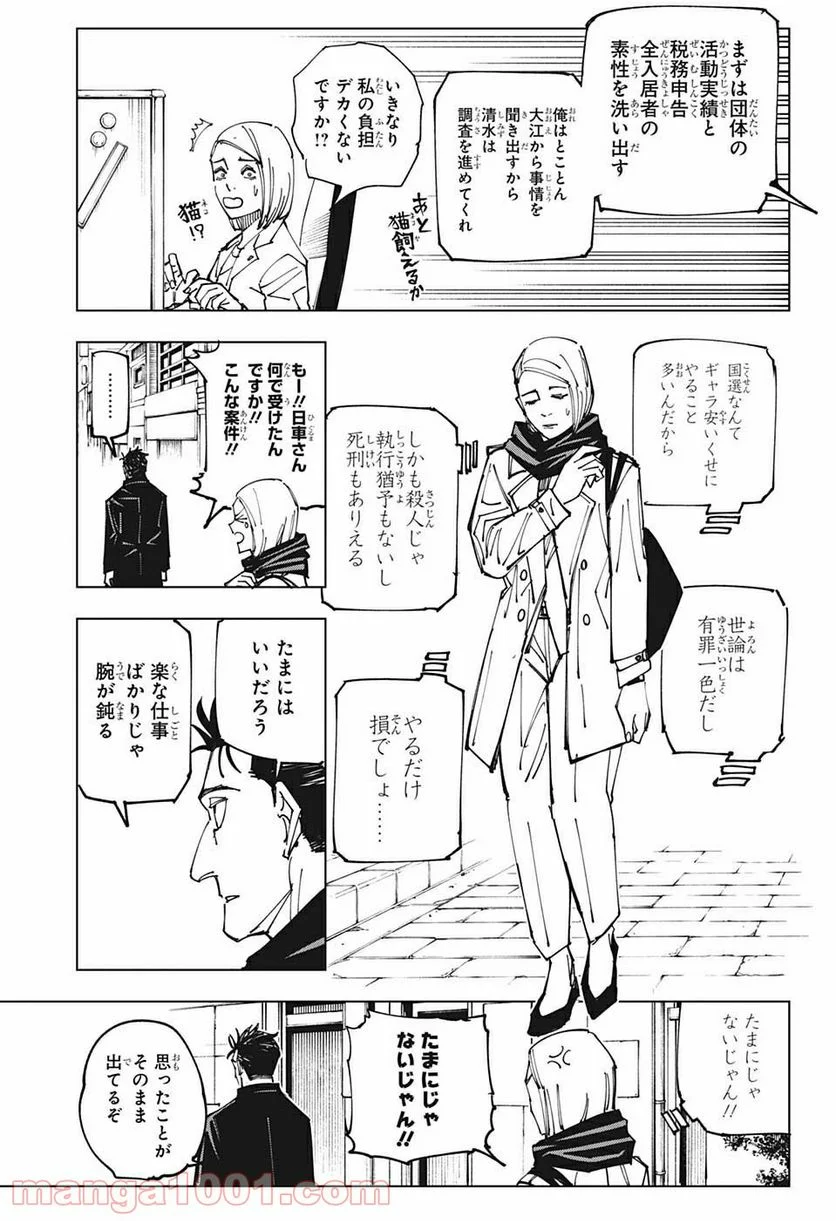 まずは団体の
活動実績と
税務申告
全入居者の
素性を洗い出す
俺はとことん
大江から事情を
聞き出すから
清水は
調査を進めてくれ
あと
猫飼えるか
いきなり
私の負担
デカくない
ですか!?
猫!?
国選なんて
ギャラ安いくせに
やること
多いんだから
世論は
有罪一色だし
しかも殺人じゃ
執行猶予もないし
死刑もありえる
やるだけ
損でしょ……
もー!!日車さん
何で受けたん
ですか!!
こんな案件!!
………
たまには
いいだろう
楽な仕事
ばかりじゃ
腕が鈍る
たまにじゃ
ないじゃん!!
たまにじゃ
ないじゃん!!
思ったことが
そのまま
出てるぞ
manga1001.com